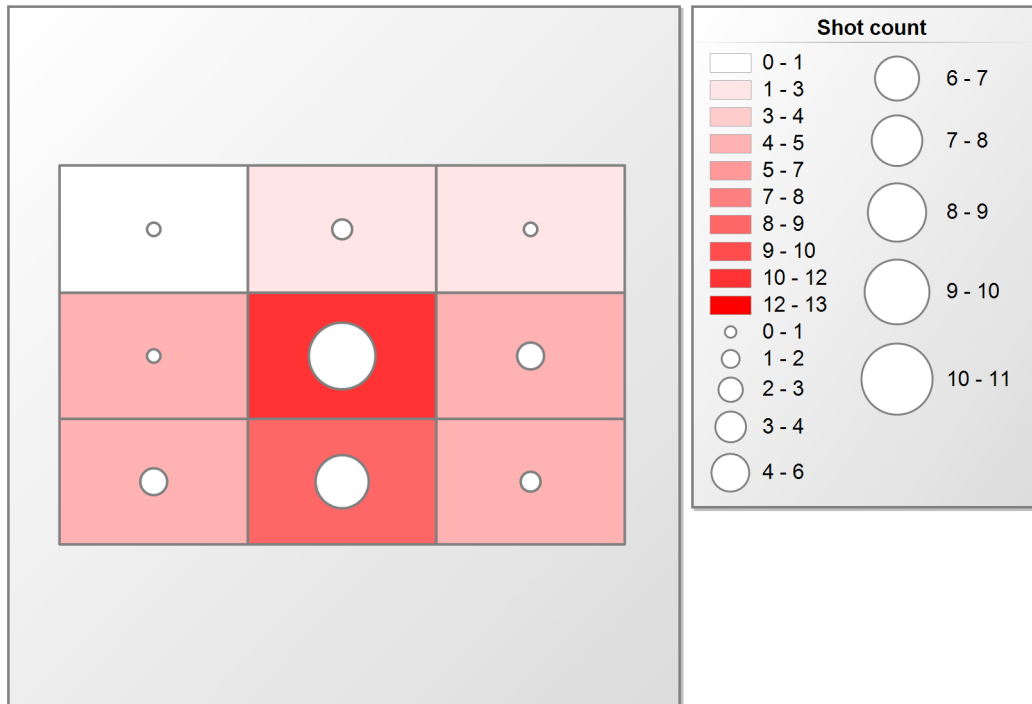 Shot count
0 - 1
1 - 3
3 - 4
4 - 5
5 - 7
7 - 8
8 - 9
9 - 10
10 - 12
12 - 13
0 - 1
1 - 2
2 - 3
3 - 4
4 - 6
6 - 7
7 - 8
8 - 9
9 - 10
10 - 11